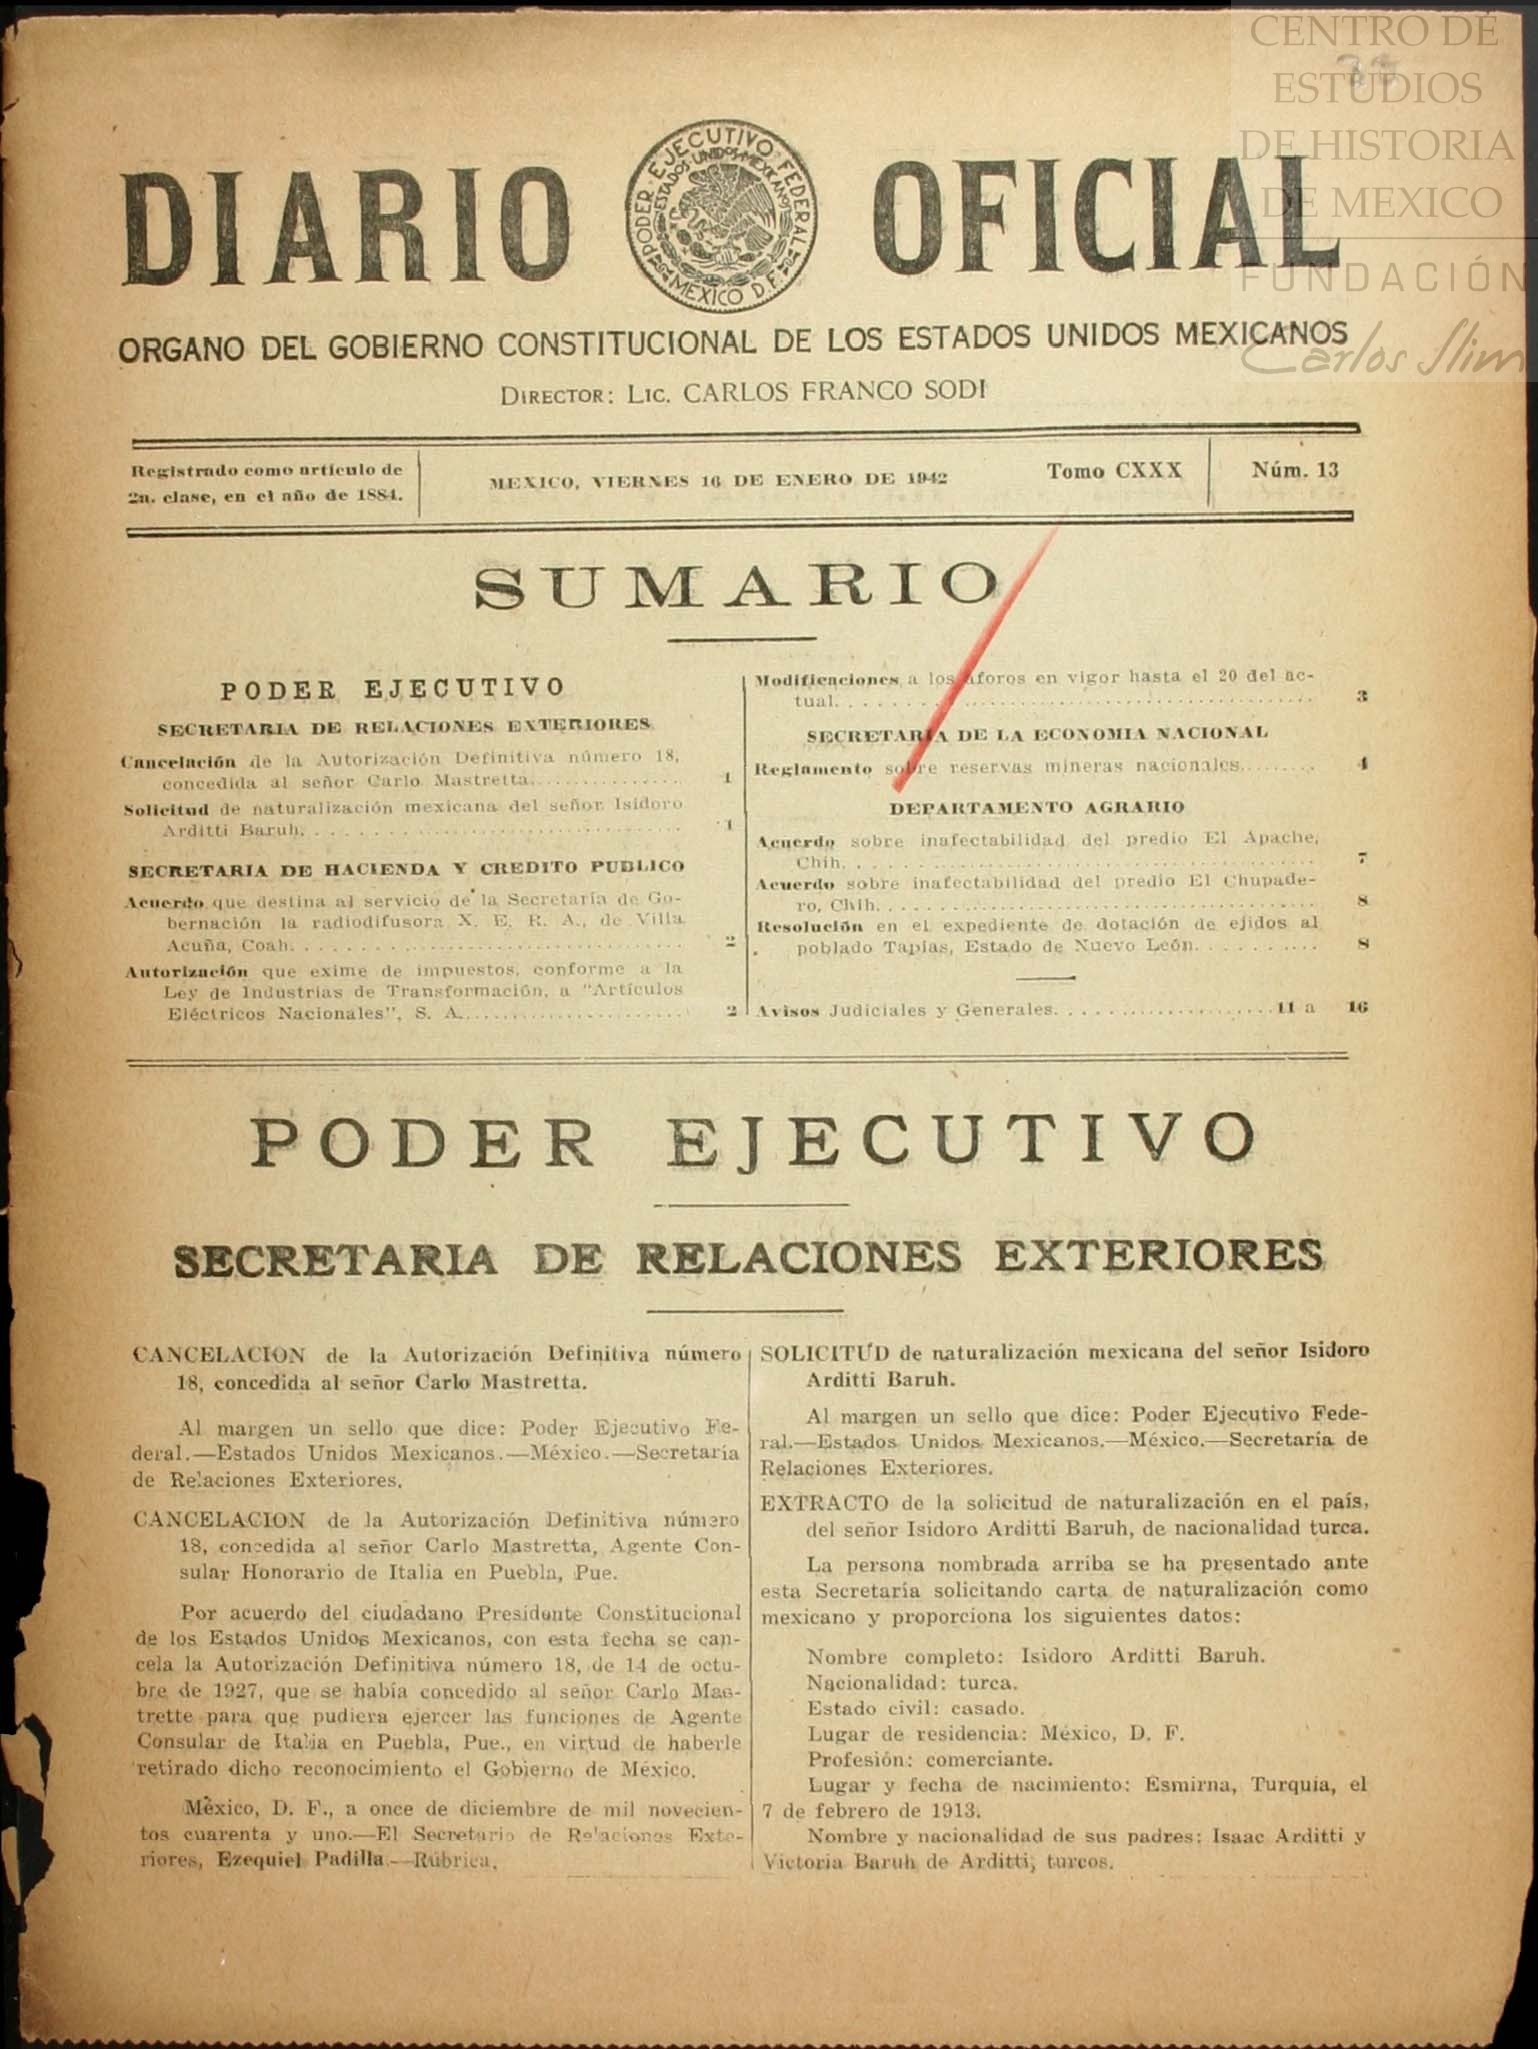 CENTRO DE
ESTUDIOS
DE HISTORIA
DE MEXICO
FUNDACIÓN
Carlos Slim
DIARIO OFICIAL
PODER EJECUTIVO FEDERAL
ESTADOS UNIDOS MEXICANOS
MEXICO D.F.
ORGANO DEL GOBIERNO CONSTITUCIONAL DE LOS ESTADOS UNIDOS MEXICANOS
DIRECTOR: LIC. CARLOS FRANCO SODI
Registrado como artículo de
2a. clase, en el año de 1884.
MEXICO, VIERNES 16 DE ENERO DE 1942
Tomo CXXX
Núm. 13
SUMARIO
PODER EJECUTIVO
SECRETARIA DE RELACIONES EXTERIORES
Cancelación de la Autorización Definitiva número 18,
concedida al señor Carlo Mastretta. 1
Solicitud de naturalización mexicana del señor Isidoro
Arditti Baruh. 1
SECRETARIA DE HACIENDA Y CREDITO PUBLICO
Acuerdo que destina al servicio de la Secretaría de Go-
bernación la radiodifusora X. E. R. A., de Villa
Acuña, Coah. 2
Autorización que exime de impuestos, conforme a la
Ley de Industrias de Transformación, a "Artículos
Eléctricos Nacionales", S. A. 2
Modificaciones a los aforos en vigor hasta el 20 del ac-
tual. 3
SECRETARIA DE LA ECONOMIA NACIONAL
Reglamento sobre reservas mineras nacionales. 4
DEPARTAMENTO AGRARIO
Acuerdo sobre inafectabilidad del predio El Apache,
Chih. 7
Acuerdo sobre inafectabilidad del predio El Chupade-
ro, Chih. 8
Resolución en el expediente de dotación de ejidos al
poblado Tapias, Estado de Nuevo León. 8
Avisos Judiciales y Generales. 11 a 16
PODER EJECUTIVO
SECRETARIA DE RELACIONES EXTERIORES
CANCELACION de la Autorización Definitiva número
18, concedida al señor Carlo Mastretta.
Al margen un sello que dice: Poder Ejecutivo Fe-
deral.—Estados Unidos Mexicanos.—México.—Secretaría
de Relaciones Exteriores.
CANCELACION de la Autorización Definitiva número
18, concedida al señor Carlo Mastretta, Agente Con-
sular Honorario de Italia en Puebla, Pue.
Por acuerdo del ciudadano Presidente Constitucional
de los Estados Unidos Mexicanos, con esta fecha se can-
cela la Autorización Definitiva número 18, de 14 de octu-
bre de 1927, que se había concedido al señor Carlo Mas-
trette para que pudiera ejercer las funciones de Agente
Consular de Italia en Puebla, Pue., en virtud de haberle
retirado dicho reconocimiento el Gobierno de México.
México, D. F., a once de diciembre de mil novecien-
tos cuarenta y uno.—El Secretario de Relaciones Exte-
riores, Ezequiel Padilla.—Rúbrica.
SOLICITUD de naturalización mexicana del señor Isidoro
Arditti Baruh.
Al margen un sello que dice: Poder Ejecutivo Fede-
ral.—Estados Unidos Mexicanos.—México.—Secretaría de
Relaciones Exteriores.
EXTRACTO de la solicitud de naturalización en el país,
del señor Isidoro Arditti Baruh, de nacionalidad turca.
La persona nombrada arriba se ha presentado ante
esta Secretaría solicitando carta de naturalización como
mexicano y proporciona los siguientes datos:
Nombre completo: Isidoro Arditti Baruh.
Nacionalidad: turca.
Estado civil: casado.
Lugar de residencia: México, D. F.
Profesión: comerciante.
Lugar y fecha de nacimiento: Esmirna, Turquía, el
7 de febrero de 1913.
Nombre y nacionalidad de sus padres: Isaac Arditti y
Victoria Baruh de Arditti, turcos.